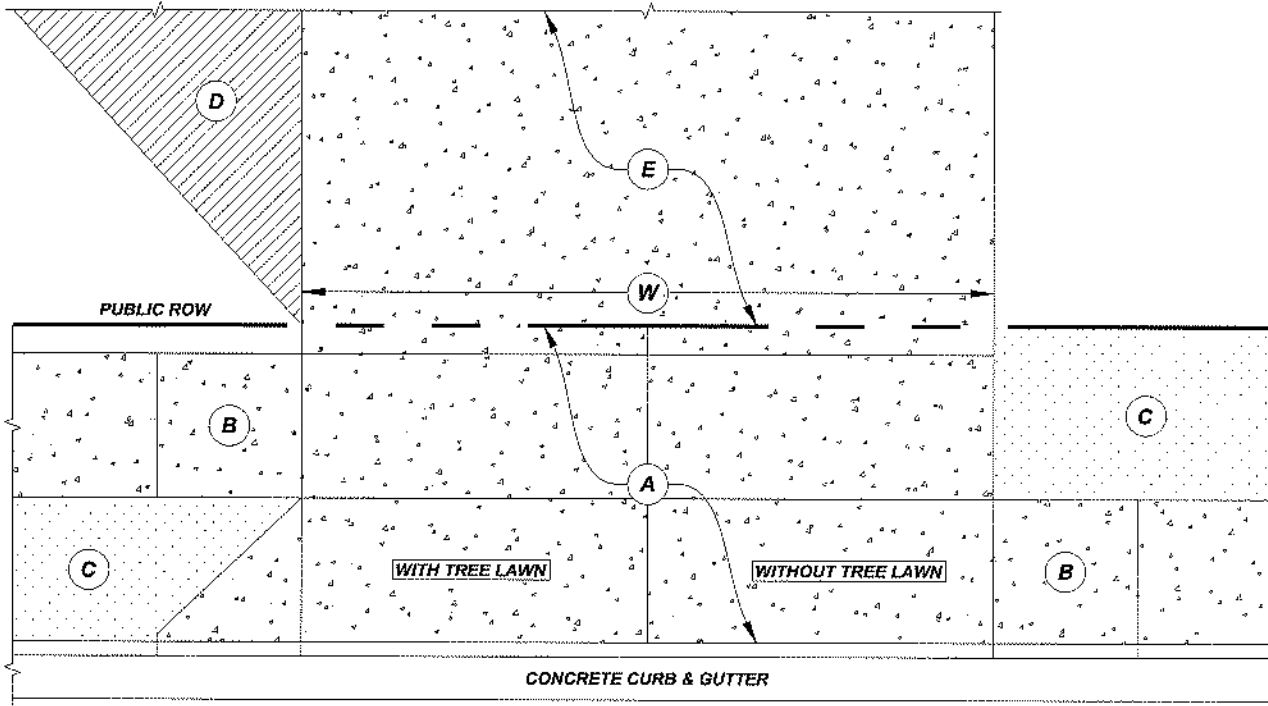 D
E
W
PUBLIC ROW
B
C
A
C
WITH TREE LAWN
WITHOUT TREE LAWN
B
CONCRETE CURB & GUTTER